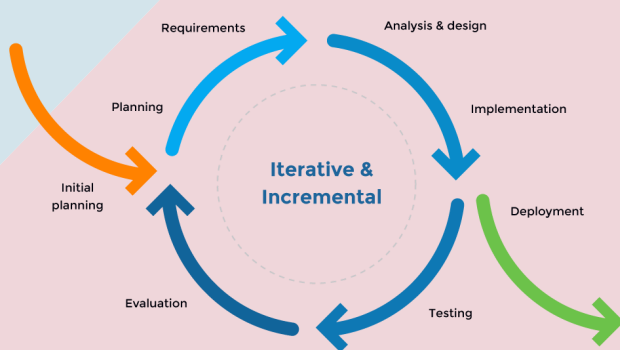 Requirements
Analysis & design
Planning
Implementation
Iterative &
Incremental
Initial
planning
Deployment
Evaluation
Testing